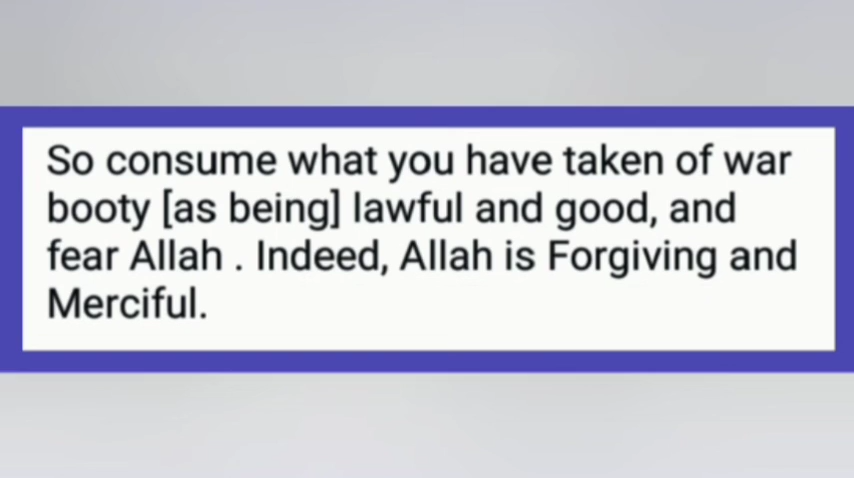 So consume what you have taken of war
booty [as being] lawful and good, and
fear Allah . Indeed, Allah is Forgiving and
Merciful.